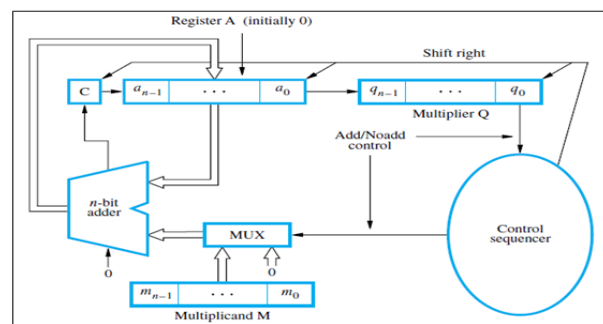 Register A (initially 0)
Shift right
C
a_{n-1} . . . a_0
q_{n-1} . . . q_0
Multiplier Q
Add/Noadd
control
n-bit
adder
MUX
Control
sequencer
0
0
m_{n-1} . . . m_0
Multiplicand M